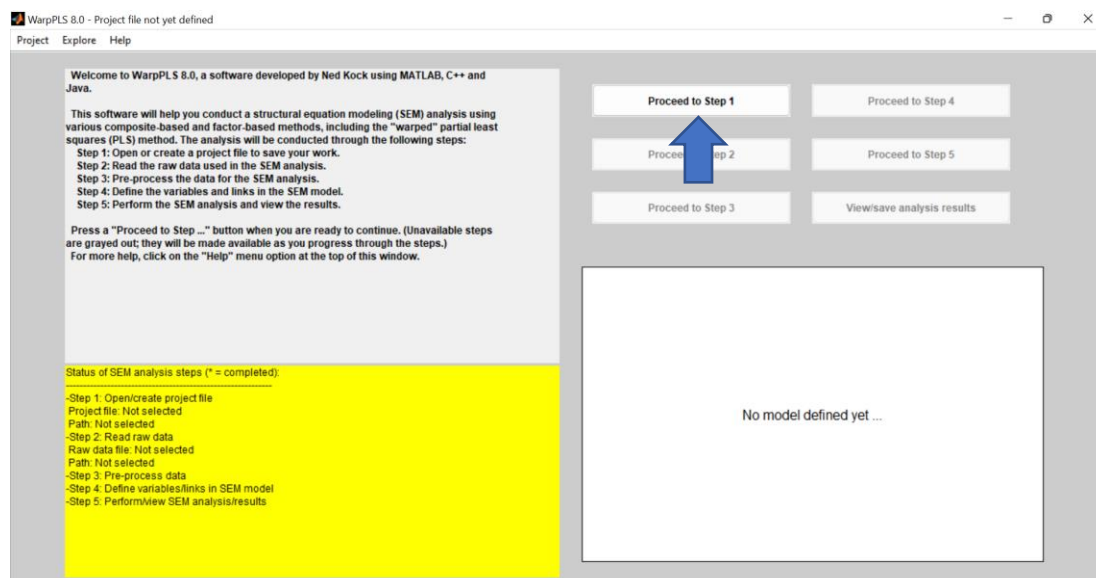 WarpPLS 8.0 - Project file not yet defined
Project Explore Help
Welcome to WarpPLS 8.0, a software developed by Ned Kock using MATLAB, C++ and
Java.
This software will help you conduct a structural equation modeling (SEM) analysis using
various composite-based and factor-based methods, including the "warped" partial least
squares (PLS) method. The analysis will be conducted through the following steps:
Step 1: Open or create a project file to save your work.
Step 2: Read the raw data used in the SEM analysis.
Step 3: Pre-process the data for the SEM analysis.
Step 4: Define the variables and links in the SEM model.
Step 5: Perform the SEM analysis and view the results.
Press a "Proceed to Step ..." button when you are ready to continue. (Unavailable steps
are grayed out; they will be made available as you progress through the steps.)
For more help, click on the "Help" menu option at the top of this window.
Status of SEM analysis steps (* = completed):
------------------------------------------------------------
-Step 1: Open/create project file
Project file: Not selected
Path: Not selected
-Step 2: Read raw data
Raw data file: Not selected
Path: Not selected
-Step 3: Pre-process data
-Step 4: Define variables/links in SEM model
-Step 5: Perform/view SEM analysis/results
Proceed to Step 1
Proceed to Step 4
2
Proceed to Step 5
Proceed to Step 3
View/save analysis results
No model defined yet ...